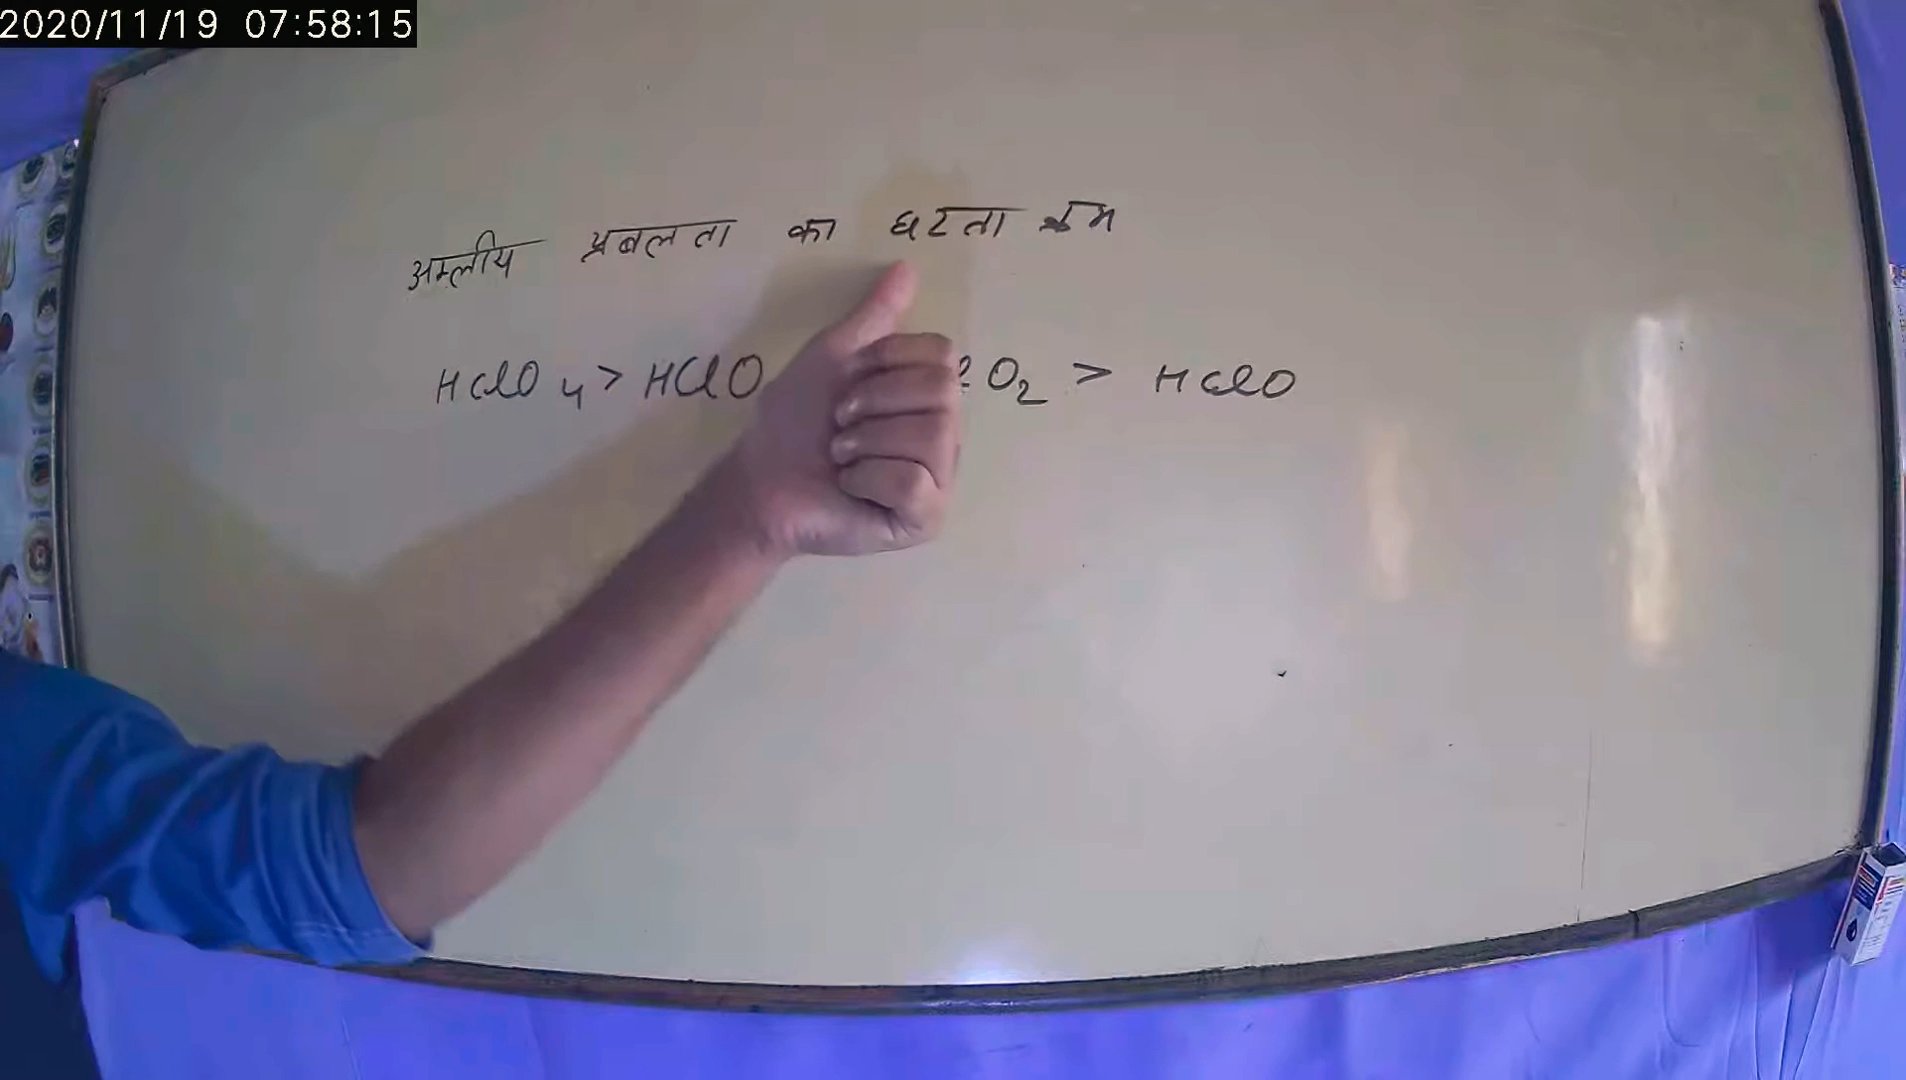 2020/11/19 07:58:15
अम्लीय प्रबलता का घटता क्रम
HClO4 > HClO O2 > HClO